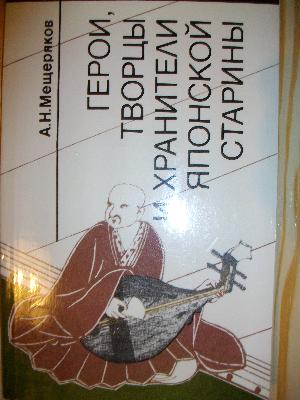 А.Н.Мещеряков
ГЕРОИ,
ТВОРЦЫ
И
ХРАНИТЕЛИ
ЯПОНСКОЙ
СТАРИНЫ